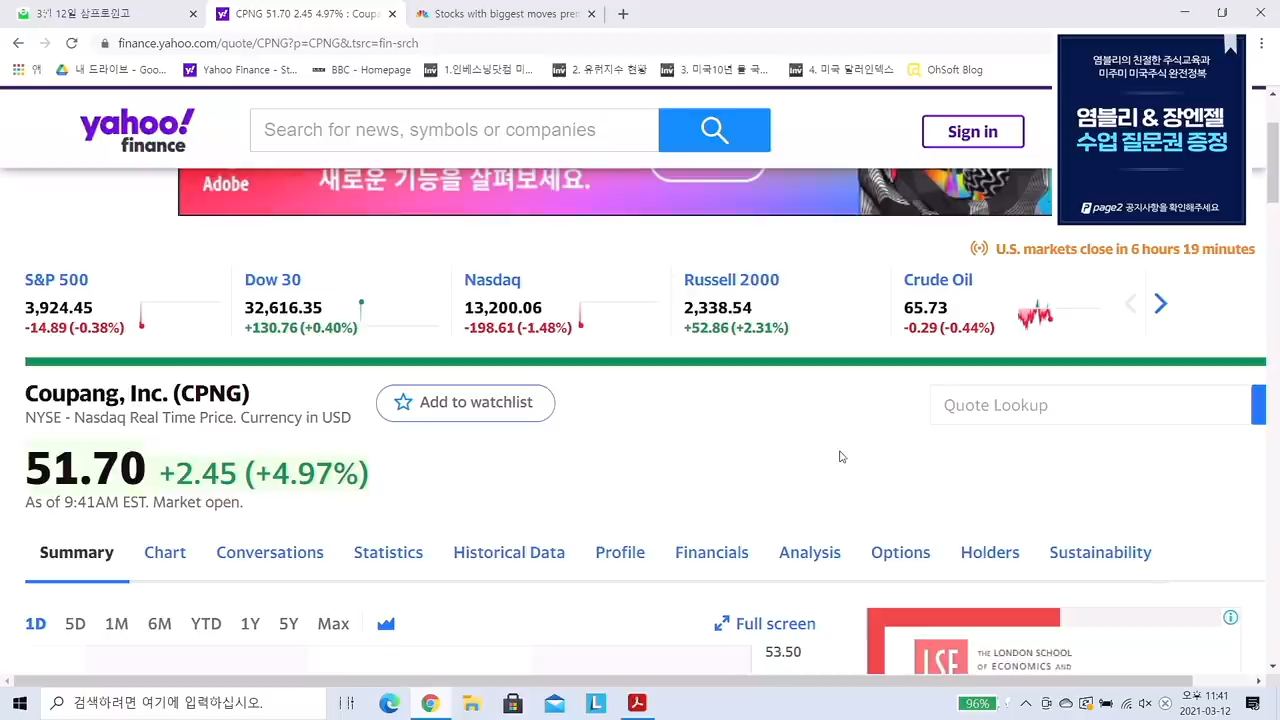 3월 12일 삼프로원고
CPNG 51.70 2.45 4.97% : Coupa
Stocks with biggest moves pre
finance.yahoo.com/quote/CPNG?p=CPNG&.tsrc=fin-srch
앱
내 드라이브 - Goo...
Yahoo Finance - St...
BBC - Homepage
1.인베스팅닷컴 미...
2. 유럽지수 현황
3. 미국10년 물 국...
4. 미국 달러인덱스
OhSoft Blog
염블리의 친절한 주식교육과
미주미 미국주식 완전정복
염블리 & 장엔젤
수업 질문권 증정
page2 공지사항을 확인해주세요
yahoo!
finance
Search for news, symbols or companies
Sign in
Adobe
새로운 기능을 살펴보세요.
U.S. markets close in 6 hours 19 minutes
S&P 500
3,924.45
-14.89 (-0.38%)
Dow 30
32,616.35
+130.76 (+0.40%)
Nasdaq
13,200.06
-198.61 (-1.48%)
Russell 2000
2,338.54
+52.86 (+2.31%)
Crude Oil
65.73
-0.29 (-0.44%)
Coupang, Inc. (CPNG)
NYSE - Nasdaq Real Time Price. Currency in USD
Add to watchlist
Quote Lookup
51.70 +2.45 (+4.97%)
As of 9:41AM EST. Market open.
Summary Chart Conversations Statistics Historical Data Profile Financials Analysis Options Holders Sustainability
1D 5D 1M 6M YTD 1Y 5Y Max
Full screen
53.50
LSE
THE LONDON SCHOOL
OF ECONOMICS AND
검색하려면 여기에 입력하십시오.
96%
오후 11:41
2021-03-12